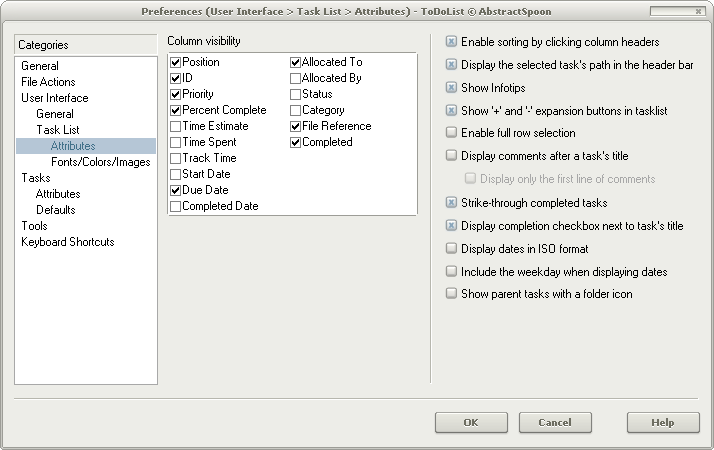 Preferences (User Interface > Task List > Attributes) - ToDoList © AbstractSpoon
Categories
General
File Actions
User Interface
General
Task List
Attributes
Fonts/Colors/Images
Tasks
Attributes
Defaults
Tools
Keyboard Shortcuts
Column visibility
Position
ID
Priority
Percent Complete
Time Estimate
Time Spent
Track Time
Start Date
Due Date
Completed Date
Allocated To
Allocated By
Status
Category
File Reference
Completed
Enable sorting by clicking column headers
Display the selected task's path in the header bar
Show Infotips
Show '+' and '-' expansion buttons in tasklist
Enable full row selection
Display comments after a task's title
Display only the first line of comments
Strike-through completed tasks
Display completion checkbox next to task's title
Display dates in ISO format
Include the weekday when displaying dates
Show parent tasks with a folder icon
OK
Cancel
Help